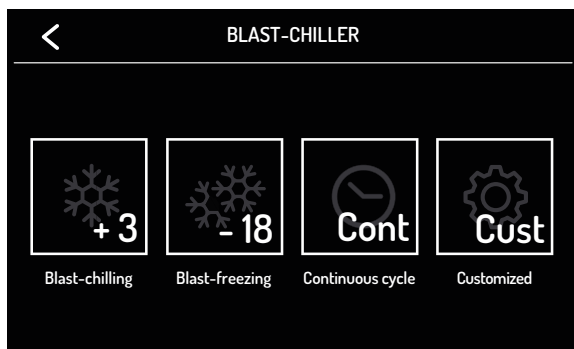 BLAST-CHILLER
+ 3
- 18
Cont
Cust
Blast-chilling
Blast-freezing
Continuous cycle
Customized